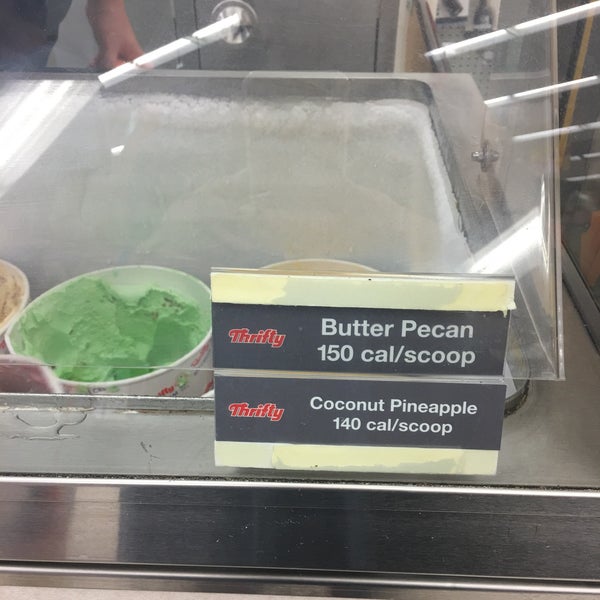 Thrifty
Butter Pecan
150 cal/scoop
Thrifty
Coconut Pineapple
140 cal/scoop